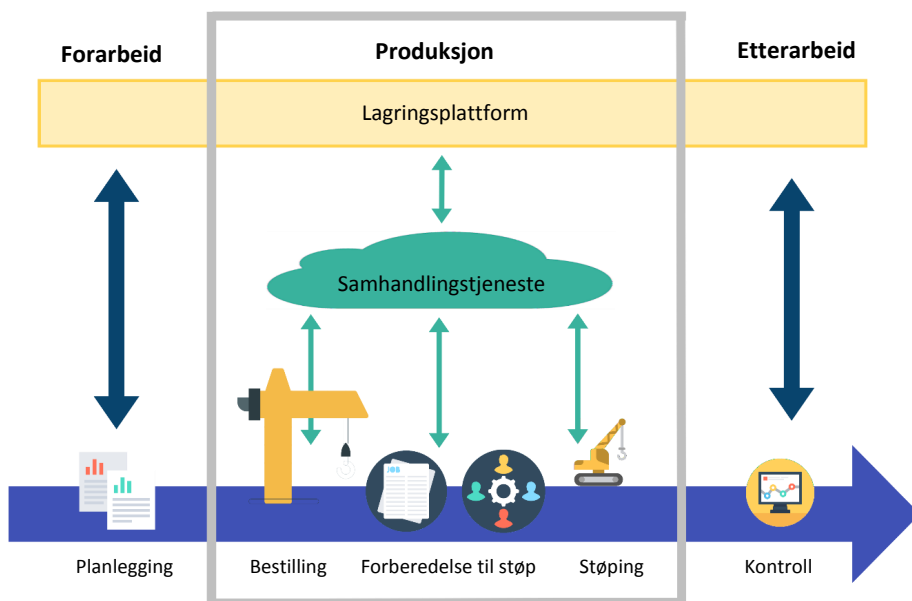 Forarbeid
Produksjon
Etterarbeid
Lagringsplattform
Samhandlingstjeneste
JOB
Planlegging
Bestilling
Forberedelse til støp
Støping
Kontroll